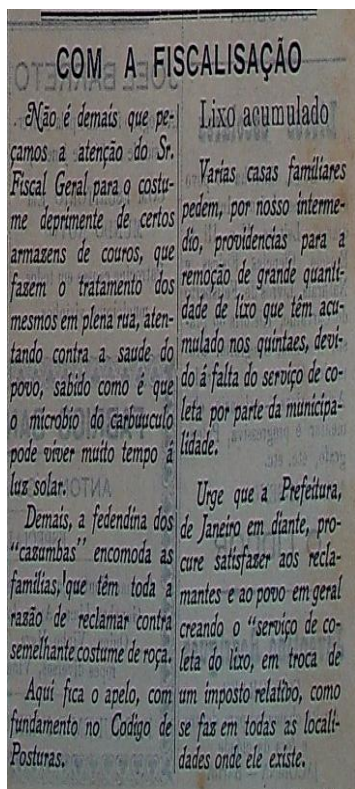 COM A FISCALISAÇÃO
Não é demais que pe-
çamos a atenção do Sr.
Fiscal Geral para o costu-
me deprimente de certos
armazens de couros, que
fazem o tratamento dos
mesmos em plena rua, aten-
tando contra a saude do
povo, sabido como é que
o microbio do carbuuculo
pode viver muito tempo á
luz solar.
Demais, a fedendina dos
"cazumbas" encomoda as
familias, que têm toda a
razão de reclamar contra
semelhante costume de roça.
Aqui fica o apelo, com
fundamento no Codigo de
Posturas.
Lixo acumulado
Varias casas familiares
pedem, por nosso interme-
dio, providencias para a
remoção de grande quanti-
dade de lixo que têm acu-
mulado nos quintaes, devi-
do á falta do serviço de co-
leta por parte da municipa-
lidade.
Urge que a Prefeitura,
de Janeiro em diante, pro-
cure satisfazer aos recla-
mantes e ao povo em geral
creando o "serviço de co-
leta do lixo, em troca de
um imposto relatibo, como
se faz em todas as locali-
dades onde ele existe.